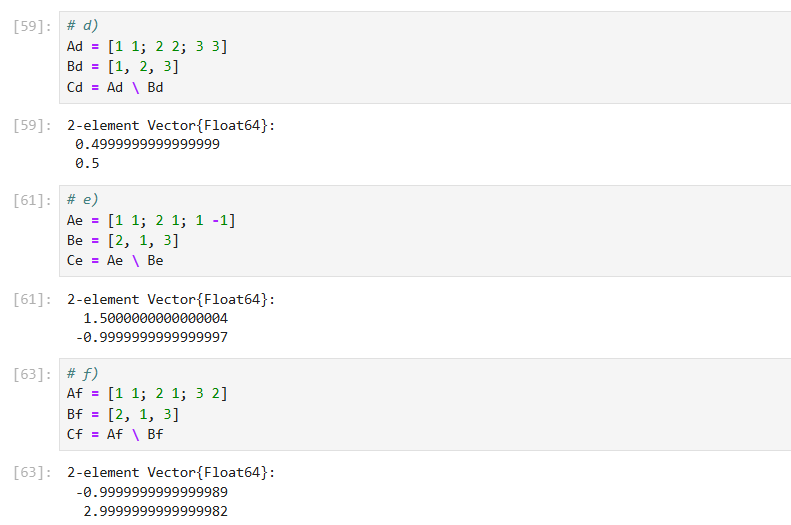 [59]: # d)
Ad = [1 1; 2 2; 3 3]
Bd = [1, 2, 3]
Cd = Ad \ Bd
[59]: 2-element Vector{Float64}:
0.4999999999999999
0.5
[61]: # e)
Ae = [1 1; 2 1; 1 -1]
Be = [2, 1, 3]
Ce = Ae \ Be
[61]: 2-element Vector{Float64}:
1.5000000000000004
-0.9999999999999997
[63]: # f)
Af = [1 1; 2 1; 3 2]
Bf = [2, 1, 3]
Cf = Af \ Bf
[63]: 2-element Vector{Float64}:
-0.9999999999999989
2.9999999999999982